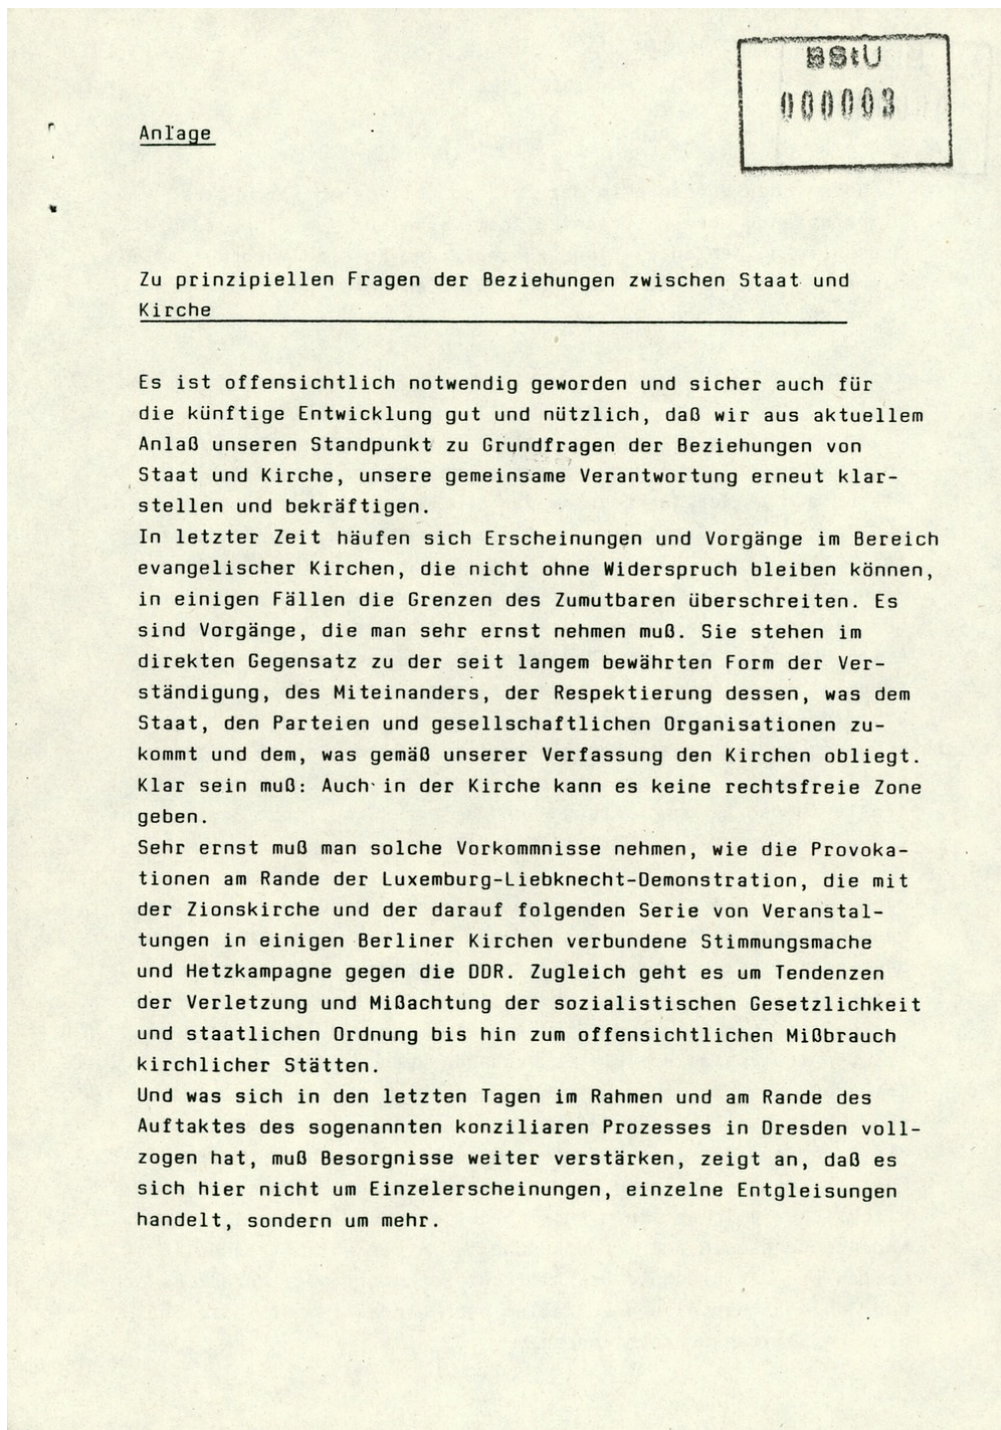 BStU
000003
Anlage
Zu prinzipiellen Fragen der Beziehungen zwischen Staat und
Kirche
Es ist offensichtlich notwendig geworden und sicher auch für
die künftige Entwicklung gut und nützlich, daß wir aus aktuellem
Anlaß unseren Standpunkt zu Grundfragen der Beziehungen von
Staat und Kirche, unsere gemeinsame Verantwortung erneut klar-
stellen und bekräftigen.
In letzter Zeit häufen sich Erscheinungen und Vorgänge im Bereich
evangelischer Kirchen, die nicht ohne Widerspruch bleiben können,
in einigen Fällen die Grenzen des Zumutbaren überschreiten. Es
sind Vorgänge, die man sehr ernst nehmen muß. Sie stehen im
direkten Gegensatz zu der seit langem bewährten Form der Ver-
ständigung, des Miteinanders, der Respektierung dessen, was dem
Staat, den Parteien und gesellschaftlichen Organisationen zu-
kommt und dem, was gemäß unserer Verfassung den Kirchen obliegt.
Klar sein muß: Auch in der Kirche kann es keine rechtsfreie Zone
geben.
Sehr ernst muß man solche Vorkommnisse nehmen, wie die Provoka-
tionen am Rande der Luxemburg-Liebknecht-Demonstration, die mit
der Zionskirche und der darauf folgenden Serie von Veranstal-
tungen in einigen Berliner Kirchen verbundene Stimmungsmache
und Hetzkampagne gegen die DDR. Zugleich geht es um Tendenzen
der Verletzung und Mißachtung der sozialistischen Gesetzlichkeit
und staatlichen Ordnung bis hin zum offensichtlichen Mißbrauch
kirchlicher Stätten.
Und was sich in den letzten Tagen im Rahmen und am Rande des
Auftaktes des sogenannten konziliaren Prozesses in Dresden voll-
zogen hat, muß Besorgnisse weiter verstärken, zeigt an, daß es
sich hier nicht um Einzelerscheinungen, einzelne Entgleisungen
handelt, sondern um mehr.